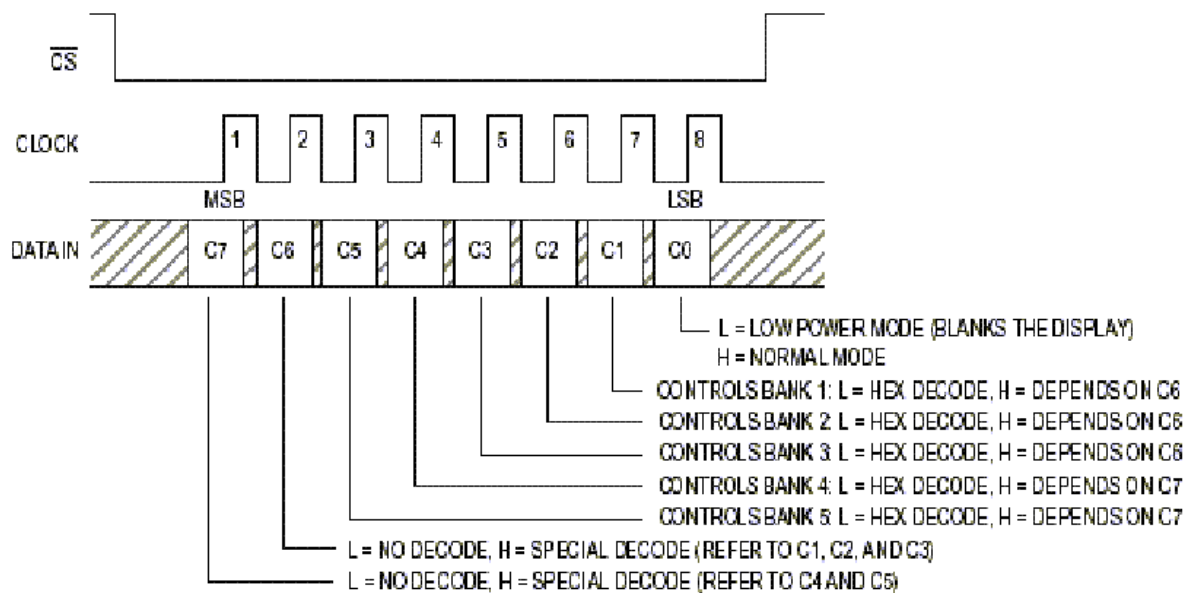 CS
CLOCK 1 2 3 4 5 6 7 8
MSB LSB
DATA IN C7 C6 C5 C4 C3 C2 C1 C0
L = LOW POWER MODE (BLANKS THE DISPLAY)
H = NORMAL MODE
CONTROLS BANK 1: L = HEX DECODE, H = DEPENDS ON C6
CONTROLS BANK 2: L = HEX DECODE, H = DEPENDS ON C6
CONTROLS BANK 3: L = HEX DECODE, H = DEPENDS ON C6
CONTROLS BANK 4: L = HEX DECODE, H = DEPENDS ON C7
CONTROLS BANK 5: L = HEX DECODE, H = DEPENDS ON C7
L = NO DECODE, H = SPECIAL DECODE (REFER TO C1, C2, AND C3)
L = NO DECODE, H = SPECIAL DECODE (REFER TO C4 AND C5)